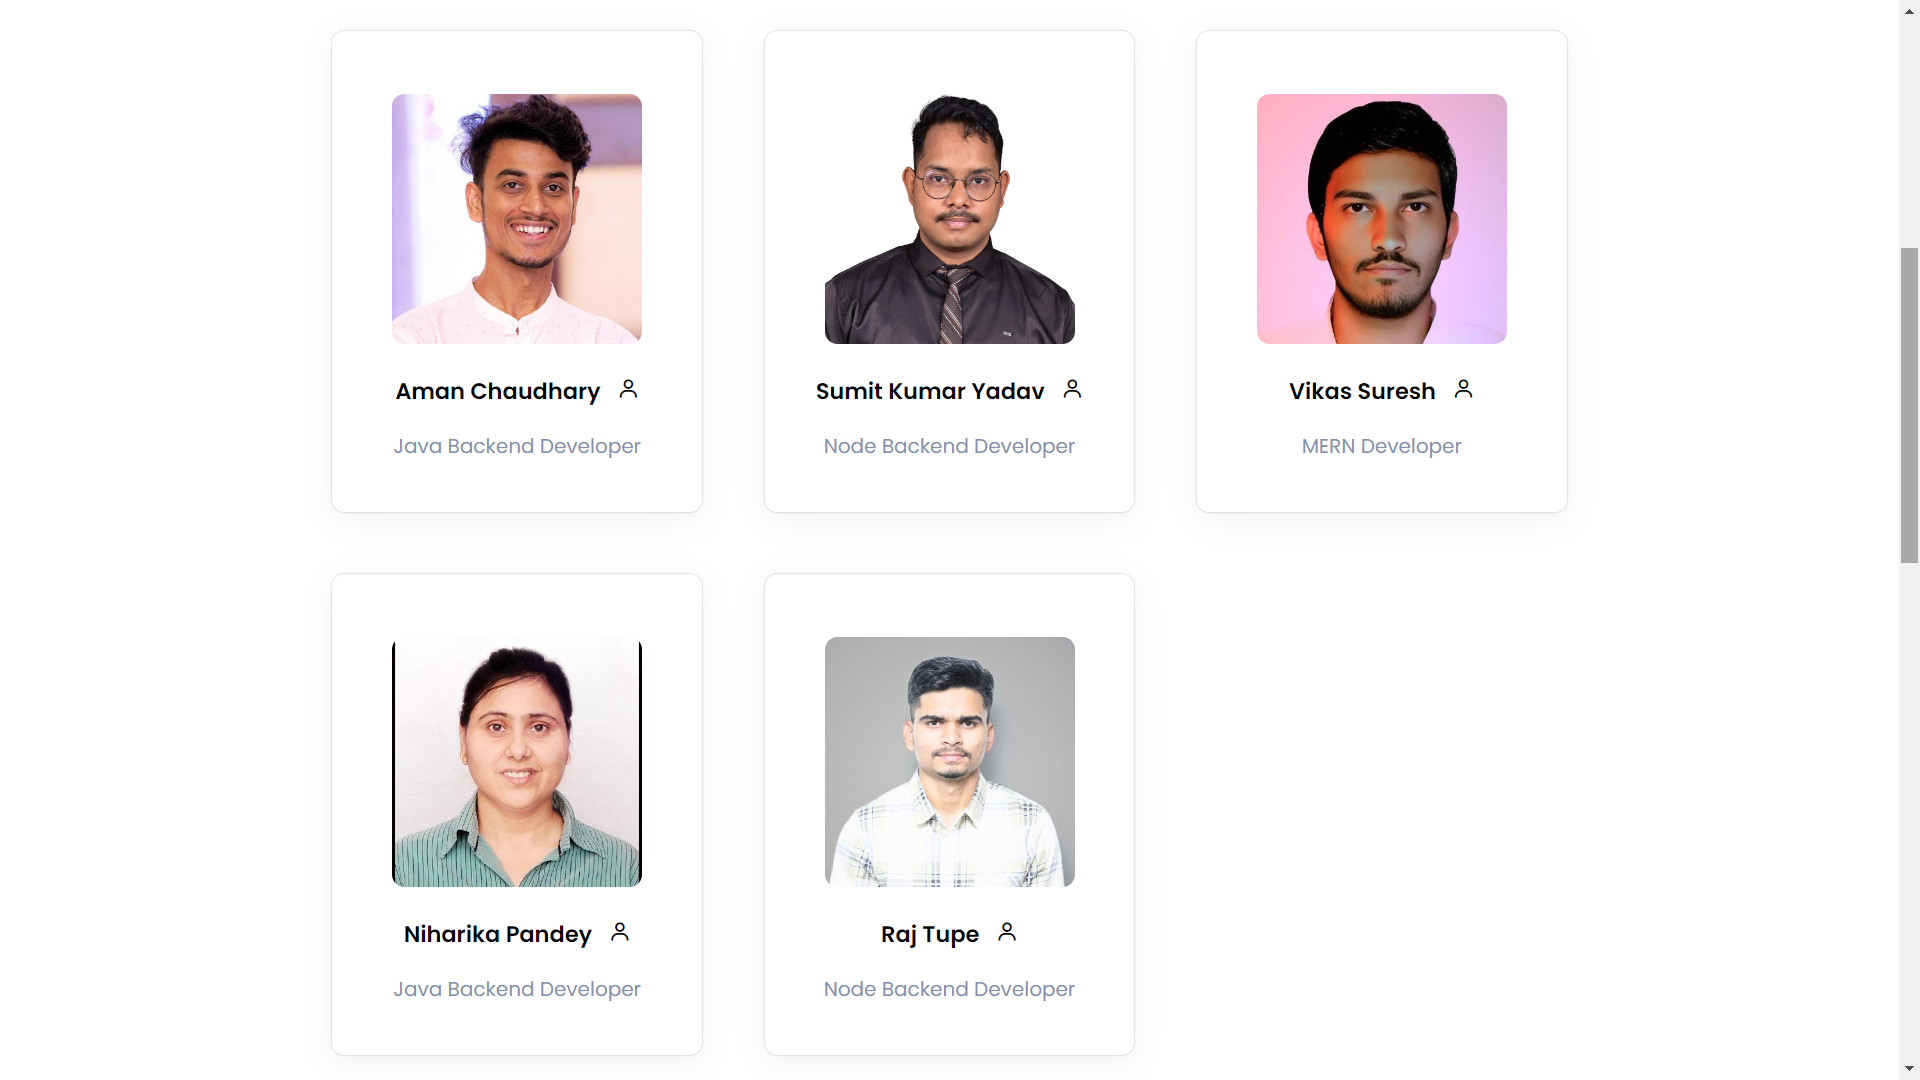 Aman Chaudhary
Java Backend Developer
Sumit Kumar Yadav
Node Backend Developer
Vikas Suresh
MERN Developer
Niharika Pandey
Java Backend Developer
Raj Tupe
Node Backend Developer